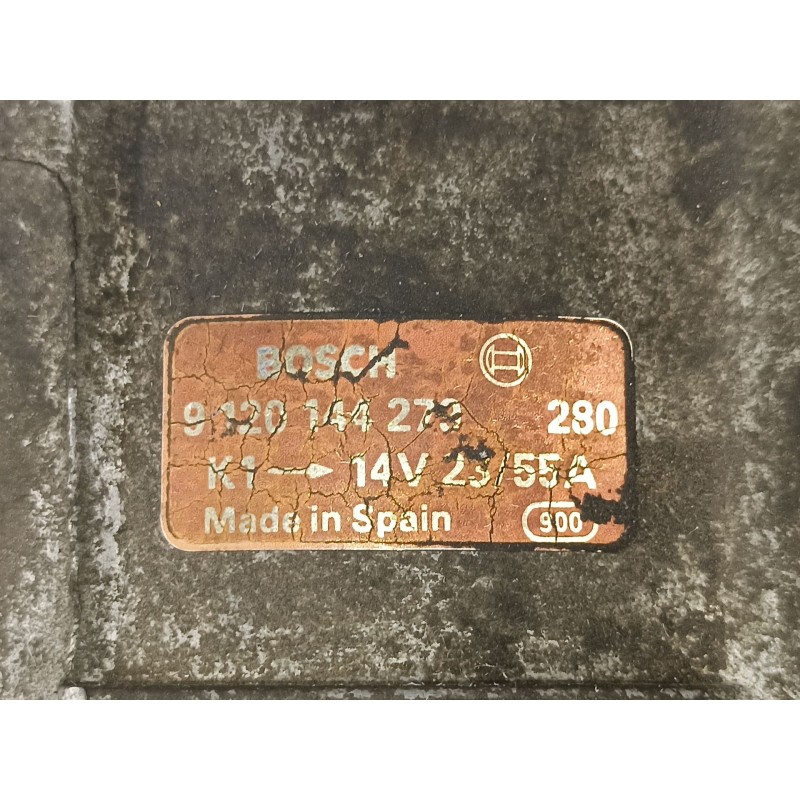 BOSCH
9 120 144 279 280
K1 → 14V 23/55A
Made in Spain 900